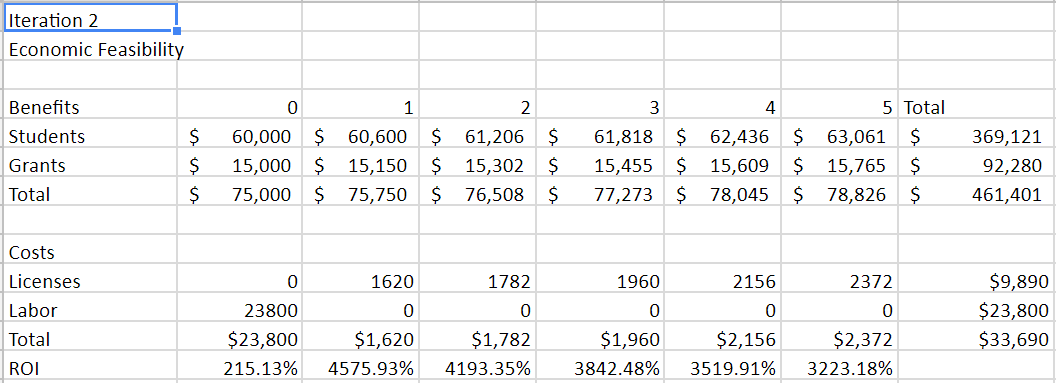 Iteration 2
Economic Feasibility
Benefits 0 1 2 3 4 5 Total
Students $ 60,000 $ 60,600 $ 61,206 $ 61,818 $ 62,436 $ 63,061 $ 369,121
Grants $ 15,000 $ 15,150 $ 15,302 $ 15,455 $ 15,609 $ 15,765 $ 92,280
Total $ 75,000 $ 75,750 $ 76,508 $ 77,273 $ 78,045 $ 78,826 $ 461,401
Costs
Licenses 0 1620 1782 1960 2156 2372 $9,890
Labor 23800 0 0 0 0 0 $23,800
Total $23,800 $1,620 $1,782 $1,960 $2,156 $2,372 $33,690
ROI 215.13% 4575.93% 4193.35% 3842.48% 3519.91% 3223.18%